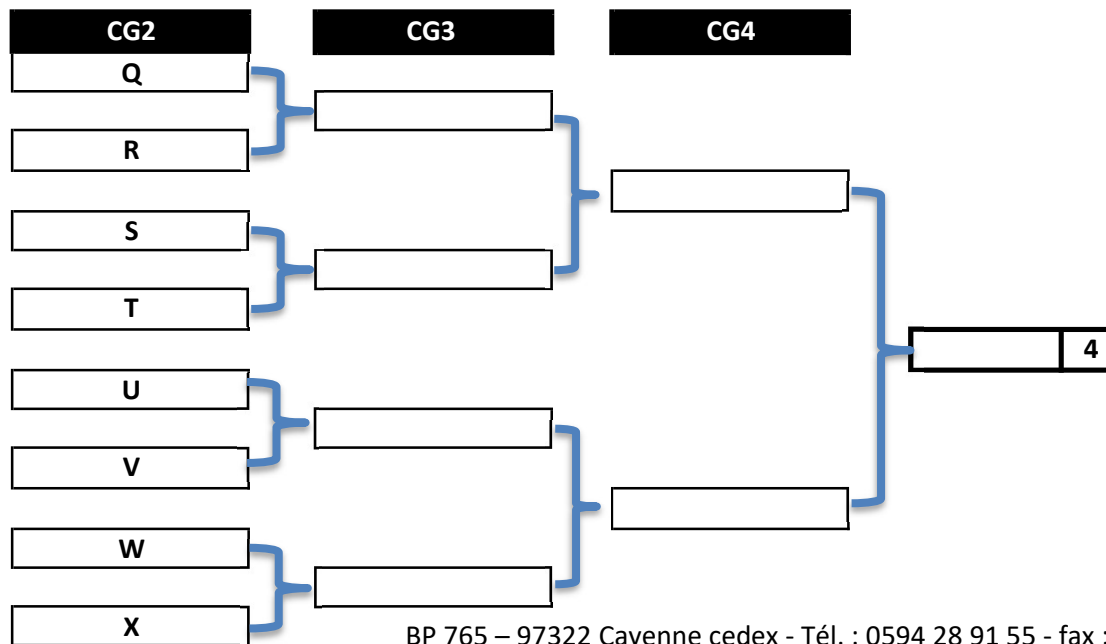 CG2 CG3 CG4
Q
R
S
T
4
U
V
W
X
BP 765 – 97322 Cayenne cedex - Tél. : 0594 28 91 55 - fax :